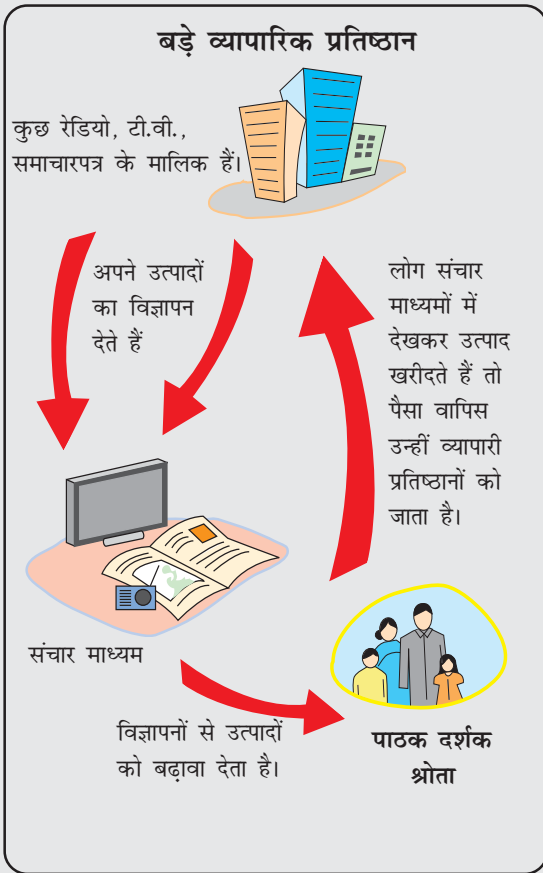 बड़े व्यापारिक प्रतिष्ठान
कुछ रेडियो, टी.वी.,
समाचारपत्र के मालिक हैं।
अपने उत्पादों
का विज्ञापन
देते हैं
लोग संचार
माध्यमों में
देखकर उत्पाद
खरीदते हैं तो
पैसा वापिस
उन्हीं व्यापारी
प्रतिष्ठानों को
जाता है।
संचार माध्यम
विज्ञापनों से उत्पादों
को बढ़ावा देता है।
पाठक दर्शक
श्रोता